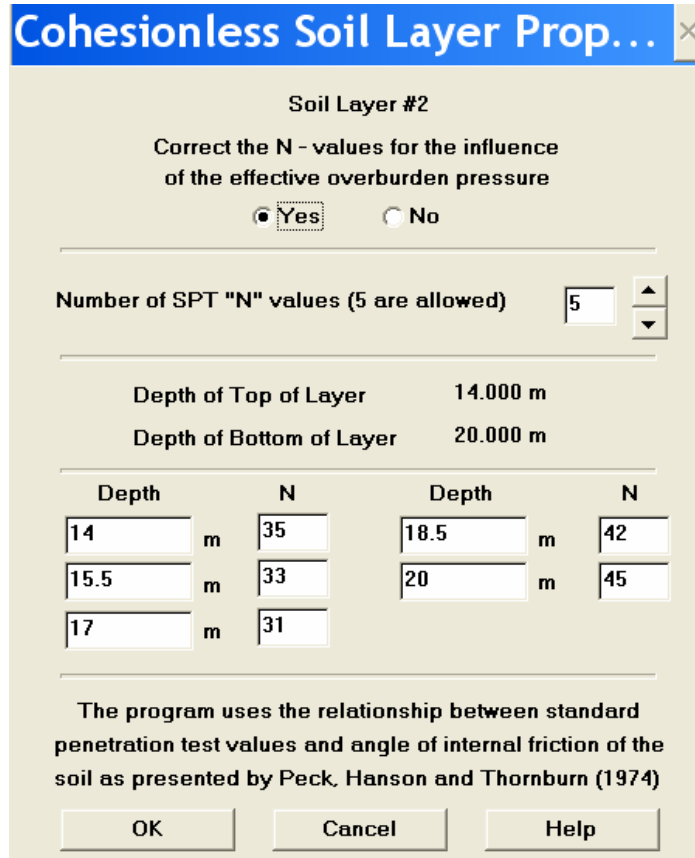 Cohesionless Soil Layer Prop...
Soil Layer #2
Correct the N - values for the influence
of the effective overburden pressure
Yes No
Number of SPT "N" values (5 are allowed) 5
Depth of Top of Layer 14.000 m
Depth of Bottom of Layer 20.000 m
Depth N Depth N
14 m 35 18.5 m 42
15.5 m 33 20 m 45
17 m 31
The program uses the relationship between standard
penetration test values and angle of internal friction of the
soil as presented by Peck, Hanson and Thornburn (1974)
OK Cancel Help